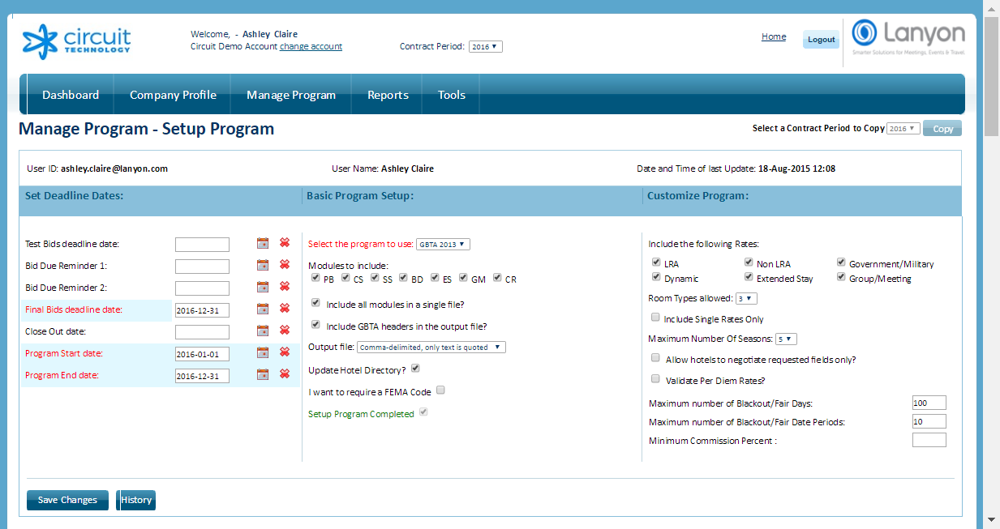 circuit
TECHNOLOGY
Welcome, - Ashley Claire
Circuit Demo Account change account
Contract Period: 2016
Home
Logout
Lanyon
Smarter Solutions for Meetings, Events & Travel
Dashboard Company Profile Manage Program Reports Tools
Manage Program - Setup Program
Select a Contract Period to Copy 2016 Copy
User ID: ashley.claire@lanyon.com User Name: Ashley Claire Date and Time of last Update: 18-Aug-2015 12:08
Set Deadline Dates:
Test Bids deadline date:
Bid Due Reminder 1:
Bid Due Reminder 2:
Final Bids deadline date: 2016-12-31
Close Out date:
Program Start date: 2016-01-01
Program End date: 2016-12-31
Basic Program Setup:
Select the program to use: GBTA 2013
Modules to include:
PB CS SS BD ES GM CR
Include all modules in a single file?
Include GBTA headers in the output file?
Output file: Comma-delimited, only text is quoted
Update Hotel Directory?
I want to require a FEMA Code
Setup Program Completed
Customize Program:
Include the following Rates:
LRA Non LRA Government/Military
Dynamic Extended Stay Group/Meeting
Room Types allowed: 3
Include Single Rates Only
Maximum Number Of Seasons: 5
Allow hotels to negotiate requested fields only?
Validate Per Diem Rates?
Maximum number of Blackout/Fair Days: 100
Maximum number of Blackout/Fair Date Periods: 10
Minimum Commission Percent :
Save Changes History